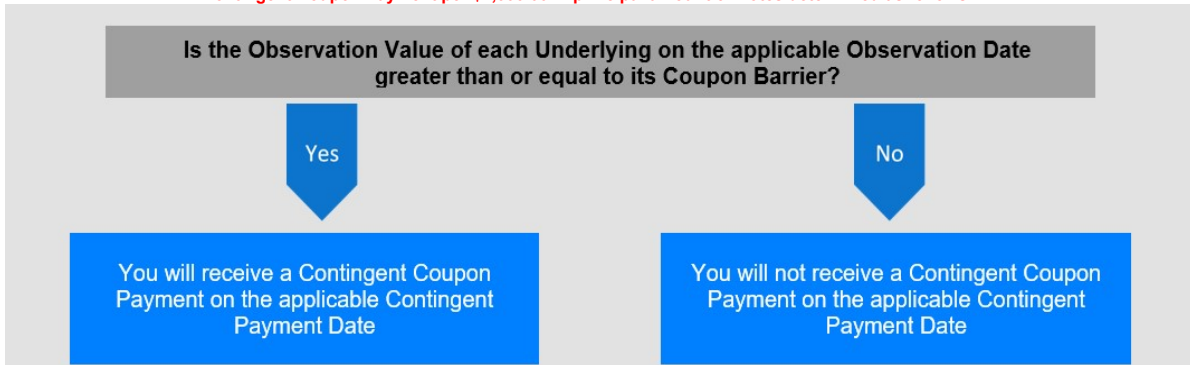 Is the Observation Value of each Underlying on the applicable Observation Date
greater than or equal to its Coupon Barrier?
Yes
No
You will receive a Contingent Coupon
Payment on the applicable Contingent
Payment Date
You will not receive a Contingent Coupon
Payment on the applicable Contingent
Payment Date